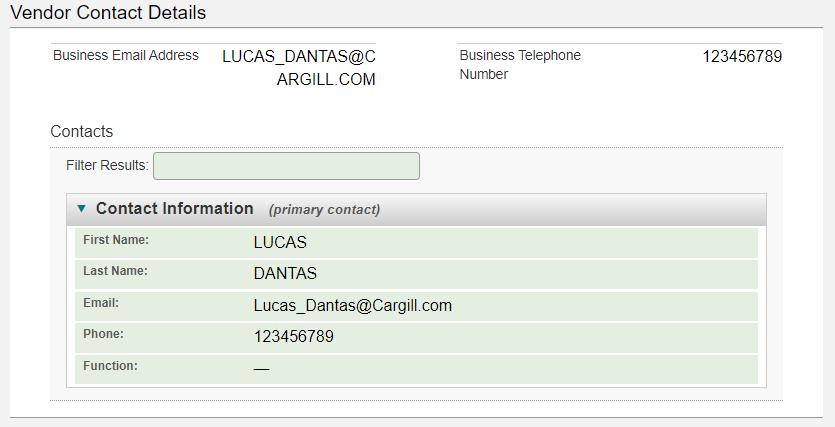 Vendor Contact Details
Business Email Address
LUCAS_DANTAS@C
ARGILL.COM
Business Telephone
Number
123456789
Contacts
Filter Results:
Contact Information (primary contact)
First Name: LUCAS
Last Name: DANTAS
Email: Lucas_Dantas@Cargill.com
Phone: 123456789
Function: —